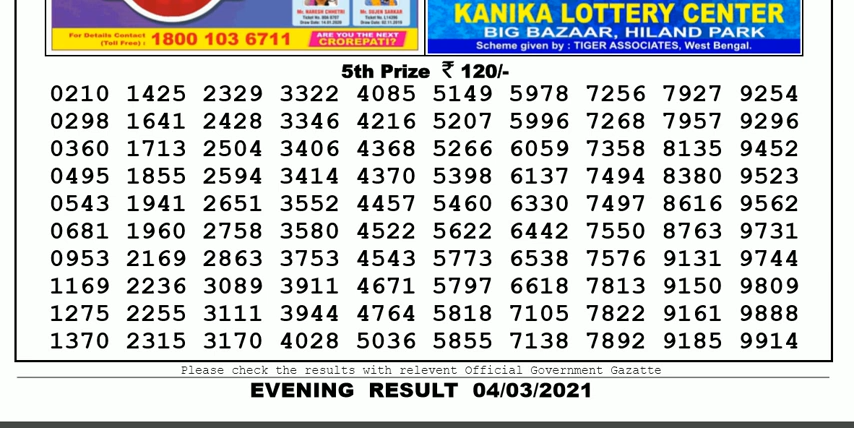 Mr. NARESH CHHETRI
Mr. SUJEN SARKAR
For Details Contact
(Toll Free) : 1800 103 6711
ARE YOU THE NEXT
CROREPATI?
KANIKA LOTTERY CENTER
BIG BAZAAR, HILAND PARK
Scheme given by : TIGER ASSOCIATES, West Bengal.
5th Prize ₹ 120/-
0210 1425 2329 3322 4085 5149 5978 7256 7927 9254
0298 1641 2428 3346 4216 5207 5996 7268 7957 9296
0360 1713 2504 3406 4368 5266 6059 7358 8135 9452
0495 1855 2594 3414 4370 5398 6137 7494 8380 9523
0543 1941 2651 3552 4457 5460 6330 7497 8616 9562
0681 1960 2758 3580 4522 5622 6442 7550 8763 9731
0953 2169 2863 3753 4543 5773 6538 7576 9131 9744
1169 2236 3089 3911 4671 5797 6618 7813 9150 9809
1275 2255 3111 3944 4764 5818 7105 7822 9161 9888
1370 2315 3170 4028 5036 5855 7138 7892 9185 9914
Please check the results with relevent Official Government Gazatte
EVENING RESULT 04/03/2021